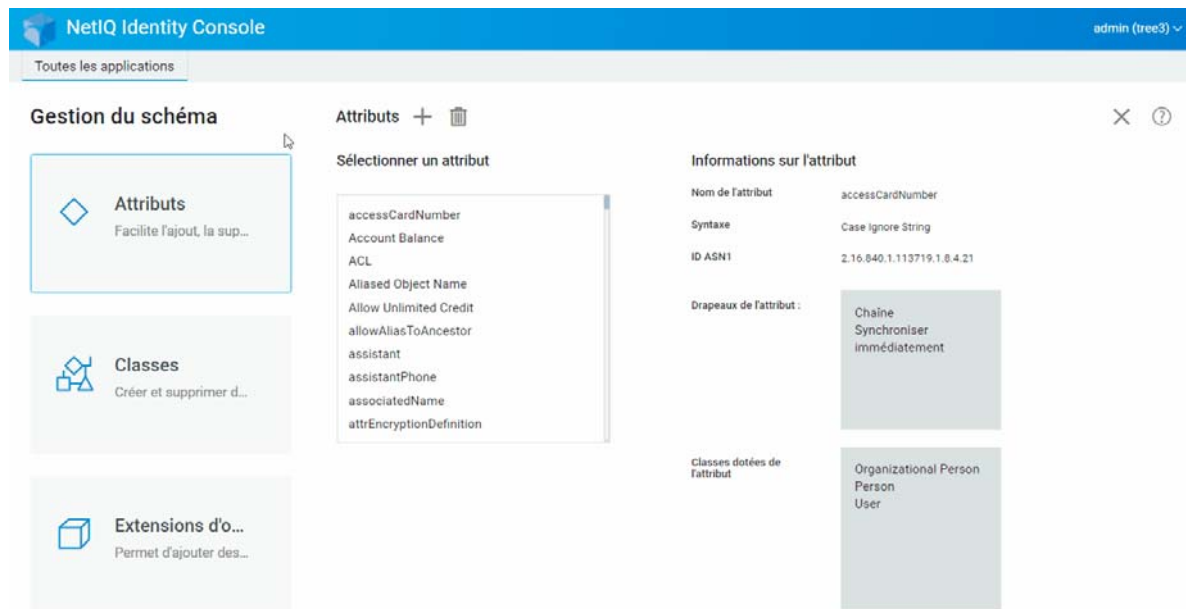 NetIQ Identity Console
admin (tree3)
Toutes les applications
Gestion du schéma
Attributs
Facilite l'ajout, la sup...
Classes
Créer et supprimer d...
Extensions d'o...
Permet d'ajouter des...
Attributs
Sélectionner un attribut
accessCardNumber
Account Balance
ACL
Aliased Object Name
Allow Unlimited Credit
allowAliasToAncestor
assistant
assistantPhone
associatedName
attrEncryptionDefinition
Informations sur l'attribut
Nom de l'attribut
accessCardNumber
Syntaxe
Case Ignore String
ID ASN1
2.16.840.1.113719.1.8.4.21
Drapeaux de l'attribut :
Chaîne
Synchroniser
immédiatement
Classes dotées de
l'attribut
Organizational Person
Person
User